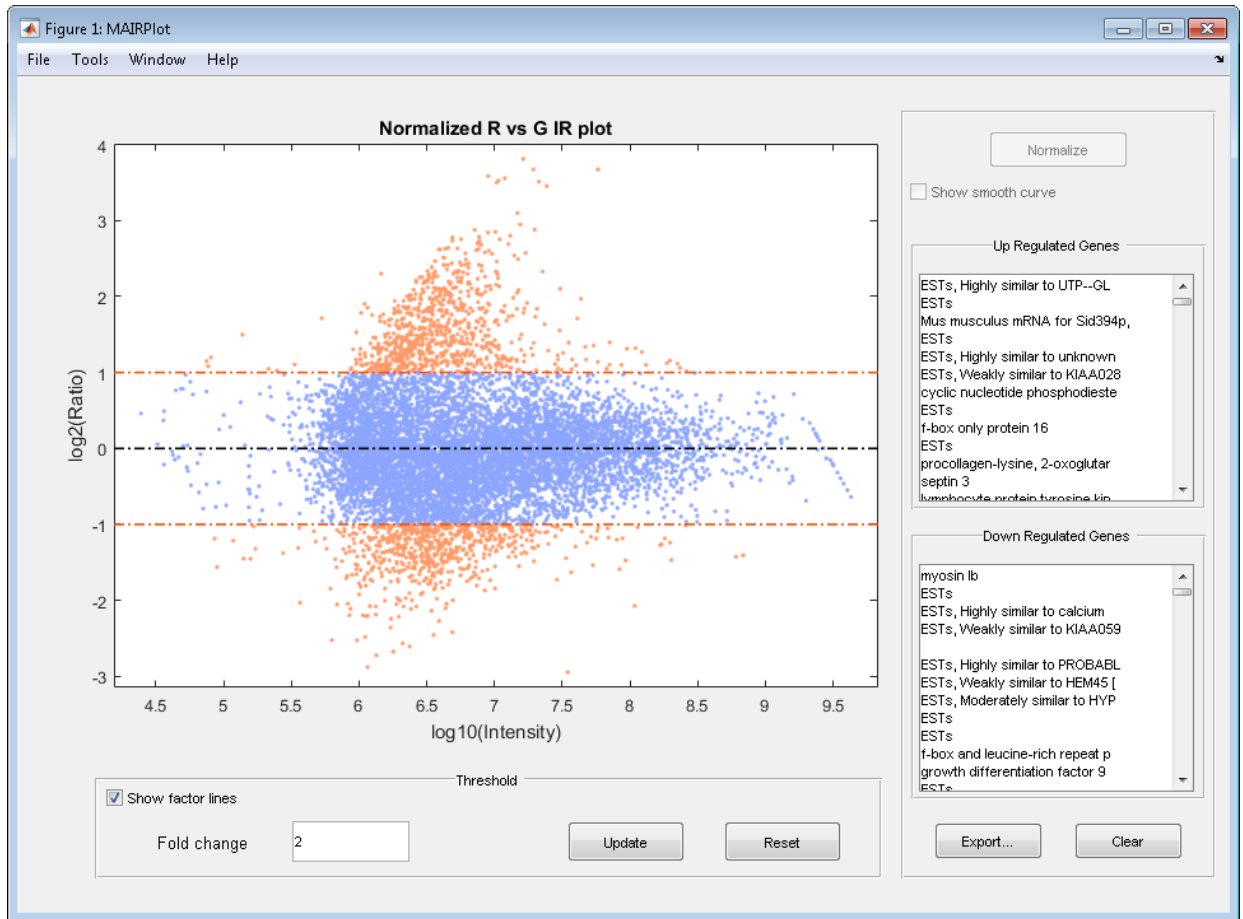 Figure 1: MAIRPlot
File Tools Window Help
Normalized R vs G IR plot
4
3
2
1
0
-1
-2
-3
log2(Ratio)
4.5 5 5.5 6 6.5 7 7.5 8 8.5 9 9.5
log10(Intensity)
Threshold
Show factor lines
Fold change 2 Update Reset
Normalize
Show smooth curve
Up Regulated Genes
ESTs, Highly similar to UTP--GL
ESTs
Mus musculus mRNA for Sid394p,
ESTs
ESTs, Highly similar to unknown
ESTs, Weakly similar to KIAA028
cyclic nucleotide phosphodieste
ESTs
f-box only protein 16
ESTs
procollagen-lysine, 2-oxoglutar
septin 3
lymphocyte protein tyrosine kin
Down Regulated Genes
myosin Ib
ESTs
ESTs, Highly similar to calcium
ESTs, Weakly similar to KIAA059
ESTs, Highly similar to PROBABL
ESTs, Weakly similar to HEM45 [
ESTs, Moderately similar to HYP
ESTs
ESTs
f-box and leucine-rich repeat p
growth differentiation factor 9
ESTs
Export... Clear